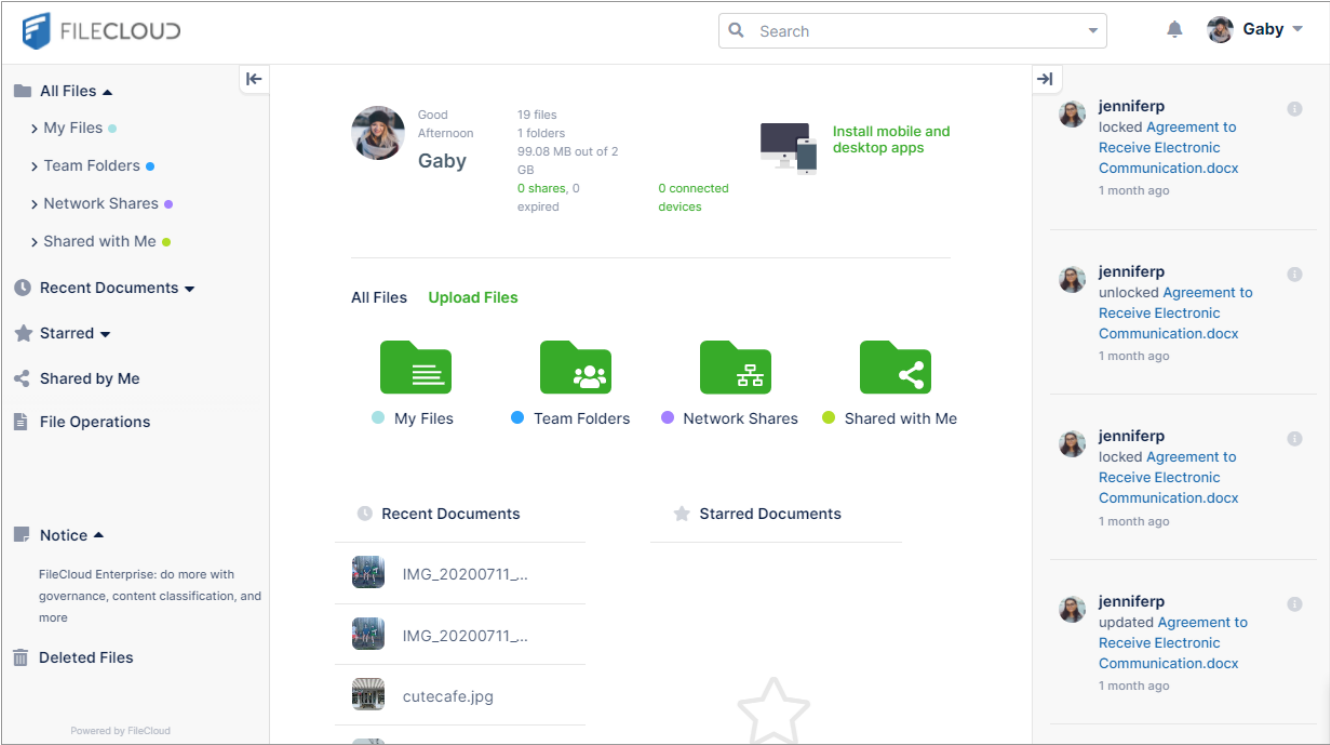 FILECLOUD
Search
Gaby
All Files
My Files
Team Folders
Network Shares
Shared with Me
Recent Documents
Starred
Shared by Me
File Operations
Notice
FileCloud Enterprise: do more with
governance, content classification, and
more
Deleted Files
Powered by FileCloud
Good
Afternoon
Gaby
19 files
1 folders
99.08 MB out of 2
GB
0 shares, 0
expired
0 connected
devices
Install mobile and
desktop apps
All Files
Upload Files
My Files
Team Folders
Network Shares
Shared with Me
Recent Documents
IMG_20200711_...
IMG_20200711_...
cutecafe.jpg
Starred Documents
jenniferp
locked Agreement to
Receive Electronic
Communication.docx
1 month ago
jenniferp
unlocked Agreement to
Receive Electronic
Communication.docx
1 month ago
jenniferp
locked Agreement to
Receive Electronic
Communication.docx
1 month ago
jenniferp
updated Agreement to
Receive Electronic
Communication.docx
1 month ago